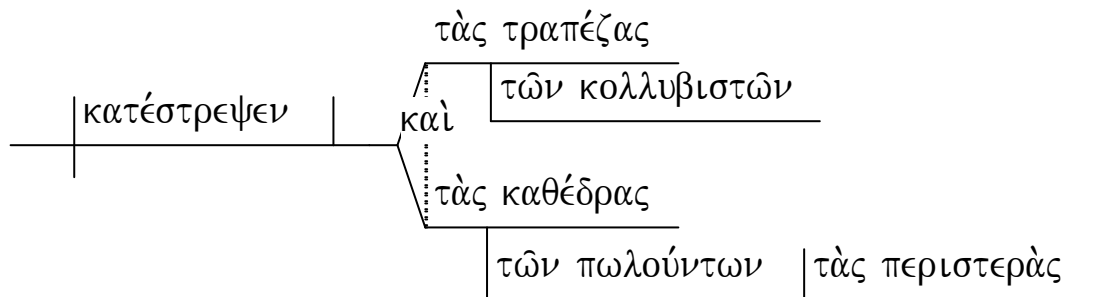 τὰς τραπέζας
τῶν κολλυβιστῶν
κατέστρεψεν
καὶ
τὰς καθέδρας
τῶν πωλούντων τὰς περιστερὰς